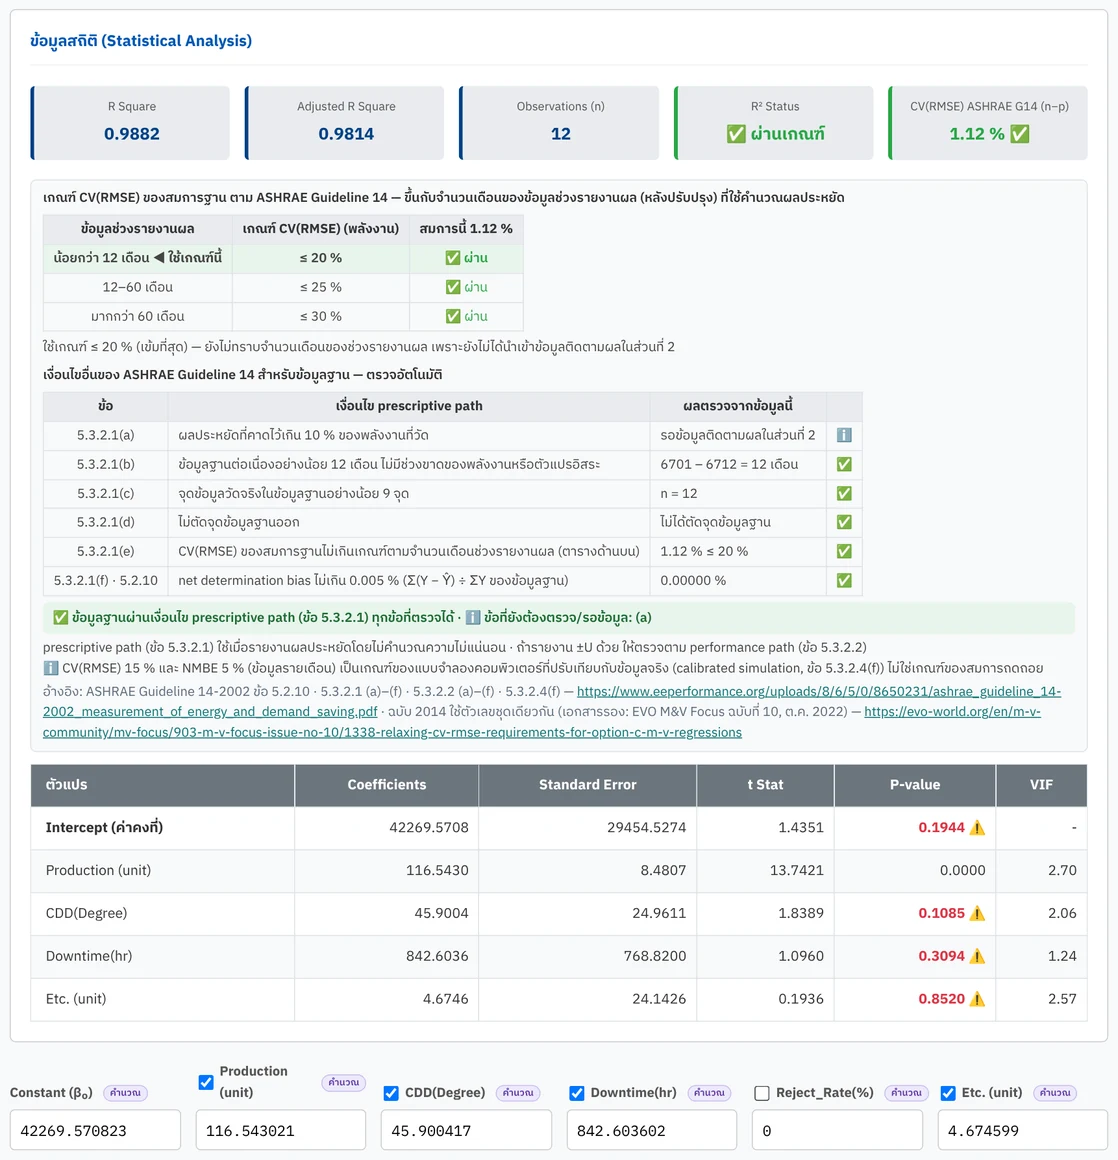 ข้อมูลสถิติ (Statistical Analysis)
R Square
0.9882
Adjusted R Square
0.9814
Observations (n)
12
R² Status
✅ ผ่านเกณฑ์
CV(RMSE) ASHRAE G14 (n−p)
1.12 % ✅
เกณฑ์ CV(RMSE) ของสมการฐาน ตาม ASHRAE Guideline 14 — ขึ้นกับจำนวนเดือนของข้อมูลช่วงรายงานผล (หลังปรับปรุง) ที่ใช้คำนวณผลประหยัด
ข้อมูลช่วงรายงานผล เกณฑ์ CV(RMSE) (พลังงาน) สมการนี้ 1.12 %
น้อยกว่า 12 เดือน ◀ ใช้เกณฑ์นี้ ≤ 20 % ✅ ผ่าน
12–60 เดือน ≤ 25 % ✅ ผ่าน
มากกว่า 60 เดือน ≤ 30 % ✅ ผ่าน
ใช้เกณฑ์ ≤ 20 % (เข้มที่สุด) — ยังไม่ทราบจำนวนเดือนของช่วงรายงานผล เพราะยังไม่ได้นำเข้าข้อมูลติดตามผลในส่วนที่ 2
เงื่อนไขอื่นของ ASHRAE Guideline 14 สำหรับข้อมูลฐาน — ตรวจอัตโนมัติ
ข้อ เงื่อนไข prescriptive path ผลตรวจจากข้อมูลนี้
5.3.2.1(a) ผลประหยัดที่คาดไว้เกิน 10 % ของพลังงานที่วัด รอข้อมูลติดตามผลในส่วนที่ 2 ℹ️
5.3.2.1(b) ข้อมูลฐานต่อเนื่องอย่างน้อย 12 เดือน ไม่มีช่วงขาดของพลังงานหรือตัวแปรอิสระ 6701 – 6712 = 12 เดือน ✅
5.3.2.1(c) จุดข้อมูลวัดจริงในข้อมูลฐานอย่างน้อย 9 จุด n = 12 ✅
5.3.2.1(d) ไม่ตัดจุดข้อมูลฐานออก ไม่ได้ตัดจุดข้อมูลฐาน ✅
5.3.2.1(e) CV(RMSE) ของสมการฐานไม่เกินเกณฑ์ตามจำนวนเดือนช่วงรายงานผล (ตารางด้านบน) 1.12 % ≤ 20 % ✅
5.3.2.1(f) · 5.2.10 net determination bias ไม่เกิน 0.005 % (Σ(Y − Ŷ) ÷ ΣY ของข้อมูลฐาน) 0.00000 % ✅
✅ ข้อมูลฐานผ่านเงื่อนไข prescriptive path (ข้อ 5.3.2.1) ทุกข้อที่ตรวจได้ · ℹ️ ข้อที่ยังต้องตรวจ/รอข้อมูล: (a)
prescriptive path (ข้อ 5.3.2.1) ใช้เมื่อรายงานผลประหยัดโดยไม่คำนวณความไม่แน่นอน · ถ้ารายงาน ±U ด้วย ให้ตรวจตาม performance path (ข้อ 5.3.2.2)
ℹ️ CV(RMSE) 15 % และ NMBE 5 % (ข้อมูลรายเดือน) เป็นเกณฑ์ของแบบจำลองคอมพิวเตอร์ที่ปรับเทียบกับข้อมูลจริง (calibrated simulation, ข้อ 5.3.2.4(f)) ไม่ใช่เกณฑ์ของสมการถดถอย
อ้างอิง: ASHRAE Guideline 14-2002 ข้อ 5.2.10 · 5.3.2.1 (a)–(f) · 5.3.2.2 (a)–(f) · 5.3.2.4(f) — https://www.eeperformance.org/uploads/8/6/5/0/8650231/ashrae_guideline_14-
2002_measurement_of_energy_and_demand_saving.pdf · ฉบับ 2014 ใช้ตัวเลขชุดเดียวกัน (เอกสารรอง: EVO M&V Focus ฉบับที่ 10, ต.ค. 2022) — https://evo-world.org/en/m-v-
community/mv-focus/903-m-v-focus-issue-no-10/1338-relaxing-cv-rmse-requirements-for-option-c-m-v-regressions
ตัวแปร Coefficients Standard Error t Stat P-value VIF
Intercept (ค่าคงที่) 42269.5708 29454.5274 1.4351 0.1944 ⚠️ -
Production (unit) 116.5430 8.4807 13.7421 0.0000 2.70
CDD(Degree) 45.9004 24.9611 1.8389 0.1085 ⚠️ 2.06
Downtime(hr) 842.6036 768.8200 1.0960 0.3094 ⚠️ 1.24
Etc. (unit) 4.6746 24.1426 0.1936 0.8520 ⚠️ 2.57
Constant (β₀) คำนวณ
42269.570823
Production
(unit) คำนวณ
116.543021
CDD(Degree) คำนวณ
45.900417
Downtime(hr) คำนวณ
842.603602
Reject_Rate(%) คำนวณ
0
Etc. (unit) คำนวณ
4.674599